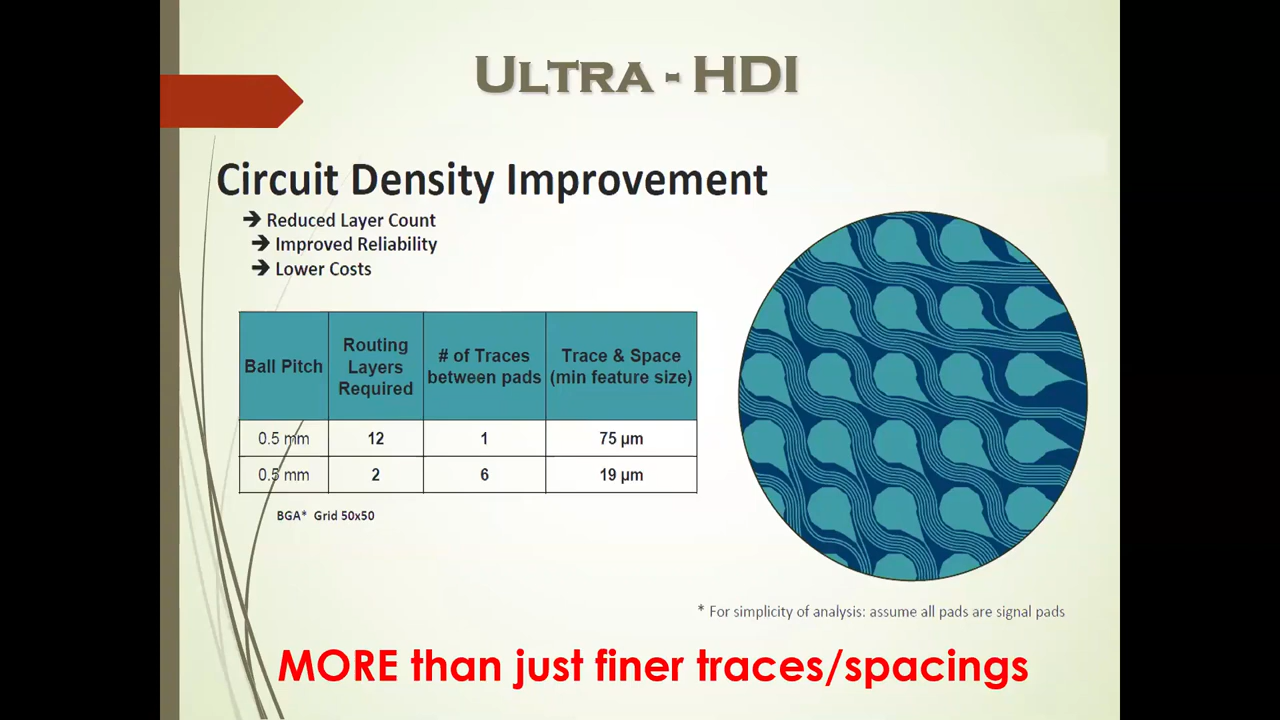 ULTRA - HDI
Circuit Density Improvement
➔ Reduced Layer Count
➔ Improved Reliability
➔ Lower Costs
Ball Pitch
Routing
Layers
Required
# of Traces
between pads
Trace & Space
(min feature size)
0.5 mm 12 1 75 µm
0.5 mm 2 6 19 µm
BGA* Grid 50x50
* For simplicity of analysis: assume all pads are signal pads
MORE than just finer traces/spacings